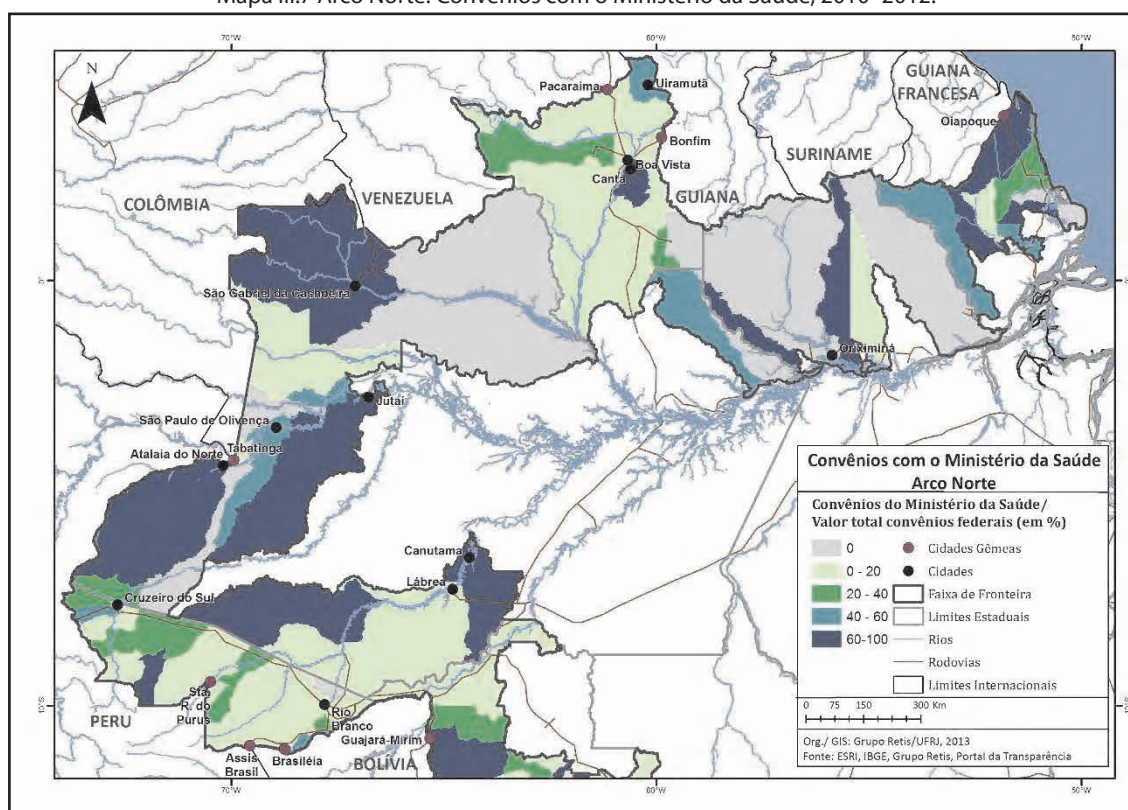 Mapa III.7 Arco Norte: Convênios com o Ministério da Saúde, 2010 -2012.
70°W
60°W
50°W
N
Pacaraima
Uiramutã
GUIANA
FRANCESA
Oiapoque
Bonfim
SURINAME
Boa Vista
Cantá
VENEZUELA
GUIANA
COLÔMBIA
0°
São Gabriel da Cachoeira
Oriximiná
Jutaí
São Paulo de Olivença
Tabatinga
Atalaia do Norte
Canutama
Lábrea
Cruzeiro do Sul
Sta.
R. do
Purus
PERU
Rio
Branco
Guajará-Mirim
Assis
Brasil
Brasiléia
BOLÍVIA
10°S
10°S
Convênios com o Ministério da Saúde
Arco Norte
Convênios do Ministério da Saúde/
Valor total convênios federais (em %)
0
0 - 20
20 - 40
40 - 60
60-100
Cidades Gêmeas
Cidades
Faixa de Fronteira
Limites Estaduais
Rios
Rodovias
Limites Internacionais
0 75 150 300 Km
Org./ GIS: Grupo Retis/UFRJ, 2013
Fonte: ESRI, IBGE, Grupo Retis, Portal da Transparência
70°W
60°W
50°W